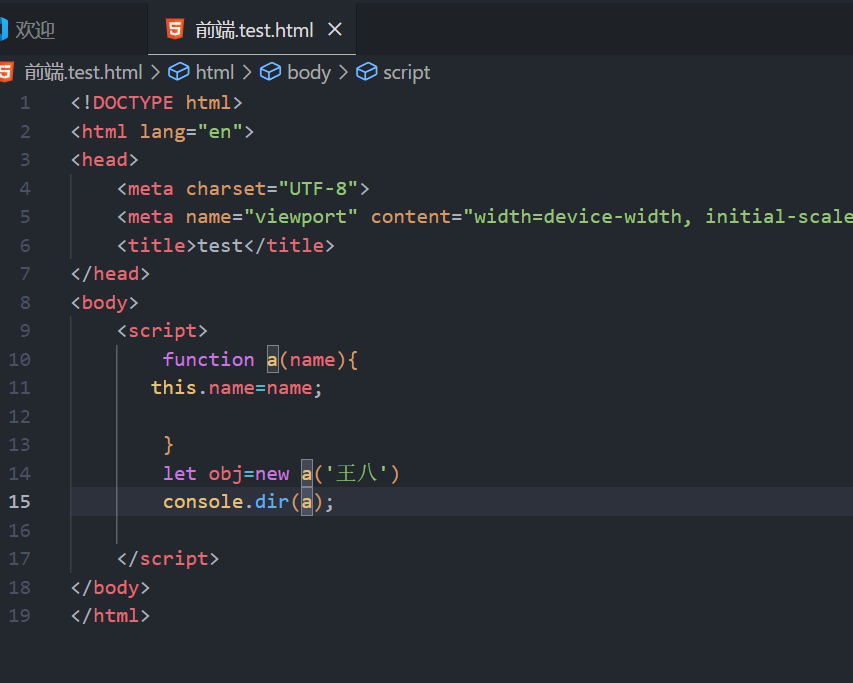 欢迎 前端.test.html
前端.test.html > html > body > script
1 <!DOCTYPE html>
2 <html lang="en">
3 <head>
4 <meta charset="UTF-8">
5 <meta name="viewport" content="width=device-width, initial-scale
6 <title>test</title>
7 </head>
8 <body>
9 <script>
10 function a(name){
11 this.name=name;
12
13 }
14 let obj=new a('王八')
15 console.dir(a);
16
17 </script>
18 </body>
19 </html>